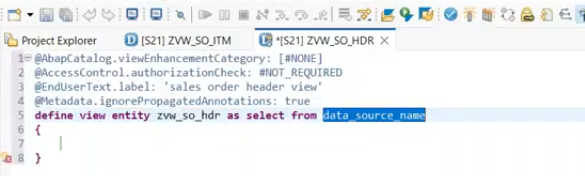 Project Explorer
[S21] ZVW_SO_ITM
*[S21] ZVW_SO_HDR
1 @AbapCatalog.viewEnhancementCategory: [#NONE]
2 @AccessControl.authorizationCheck: #NOT_REQUIRED
3 @EndUserText.label: 'sales order header view'
4 @Metadata.ignorePropagatedAnnotations: true
5 define view entity zvw_so_hdr as select from data_source_name
6 {
7
8 }